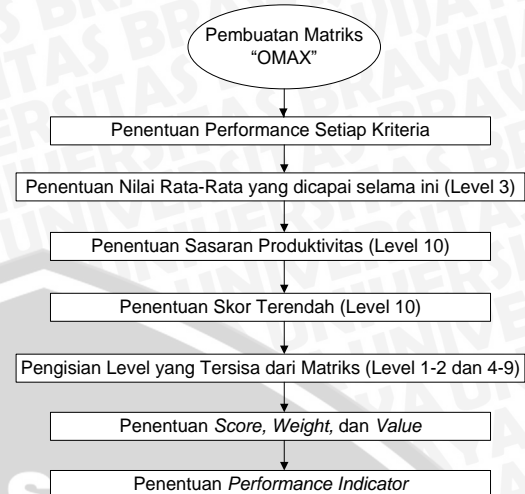 Pembuatan Matriks
“OMAX”
Penentuan Performance Setiap Kriteria
Penentuan Nilai Rata-Rata yang dicapai selama ini (Level 3)
Penentuan Sasaran Produktivitas (Level 10)
Penentuan Skor Terendah (Level 10)
Pengisian Level yang Tersisa dari Matriks (Level 1-2 dan 4-9)
Penentuan Score, Weight, dan Value
Penentuan Performance Indicator